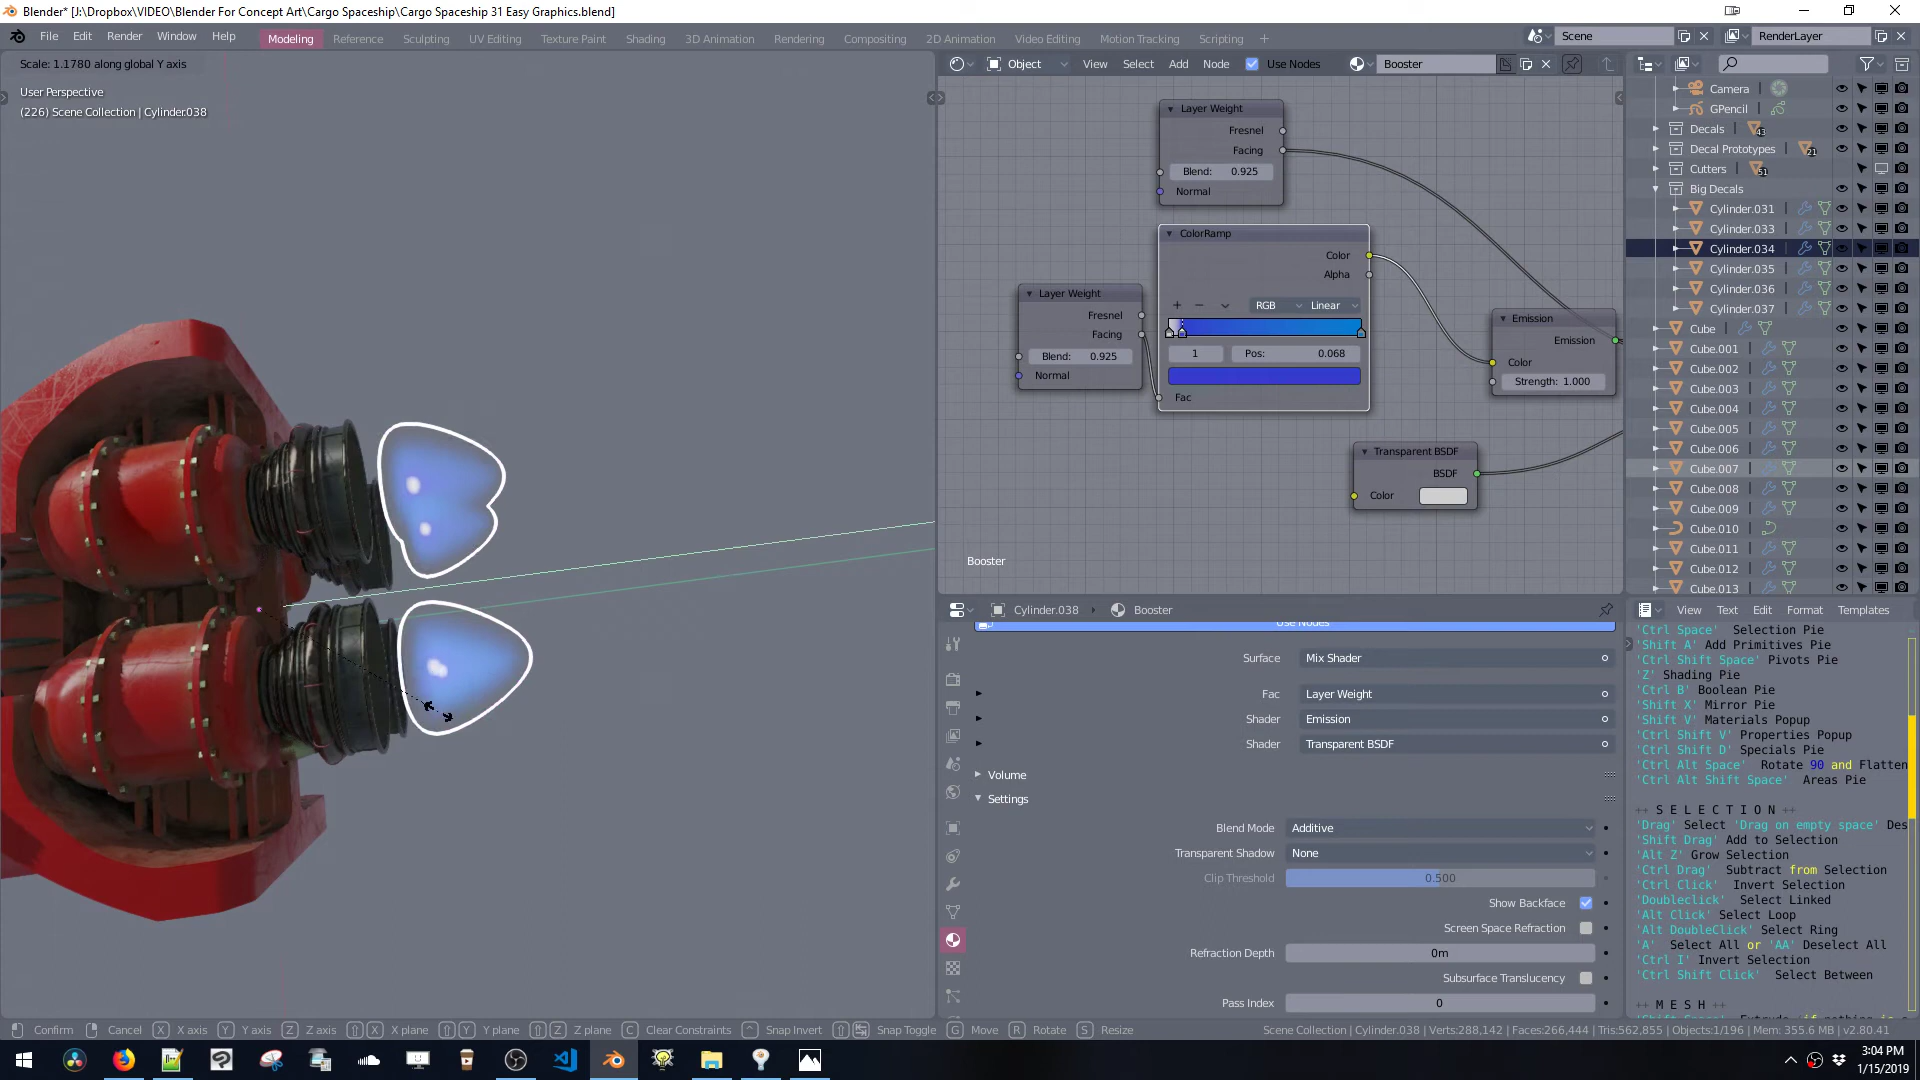 Blender* [J:\Dropbox\VIDEO\Blender For Concept Art\Cargo Spaceship\Cargo Spaceship 31 Easy Graphics.blend]
File Edit Render Window Help Modeling Reference Sculpting UV Editing Texture Paint Shading 3D Animation Rendering Compositing 2D Animation Video Editing Motion Tracking Scripting + Scene RenderLayer
Scale: 1.1780 along global Y axis
User Perspective
(226) Scene Collection | Cylinder.038
Object View Select Add Node Use Nodes Booster
Layer Weight
Fresnel
Facing
Blend: 0.925
Normal
ColorRamp
Color
Alpha
RGB Linear
1 Pos: 0.068
Fac
Layer Weight
Fresnel
Facing
Blend: 0.925
Normal
Emission
Emission
Color
Strength: 1.000
Transparent BSDF
BSDF
Color
Booster
Camera
GPencil
Decals 43
Decal Prototypes 21
Cutters 51
Big Decals
Cylinder.031
Cylinder.033
Cylinder.034
Cylinder.035
Cylinder.036
Cylinder.037
Cube
Cube.001
Cube.002
Cube.003
Cube.004
Cube.005
Cube.006
Cube.007
Cube.008
Cube.009
Cube.010
Cube.011
Cube.012
Cube.013
Cylinder.038 Booster
Use Nodes
Surface Mix Shader
Fac Layer Weight
Shader Emission
Shader Transparent BSDF
Volume
Settings
Blend Mode Additive
Transparent Shadow None
Clip Threshold 0.500
Show Backface
Screen Space Refraction
Refraction Depth 0m
Subsurface Translucency
Pass Index 0
View Text Edit Format Templates
'Ctrl Space' Selection Pie
'Shift A' Add Primitives Pie
'Ctrl Shift Space' Pivots Pie
'Z' Shading Pie
'Ctrl B' Boolean Pie
'Shift X' Mirror Pie
'Shift V' Materials Popup
'Ctrl Shift V' Properties Popup
'Ctrl Shift D' Specials Pie
'Ctrl Alt Space' Rotate 90 and Flatten
'Ctrl Alt Shift Space' Areas Pie
++ S E L E C T I O N ++
'Drag' Select 'Drag on empty space' Des
'Shift Drag' Add to Selection
'Alt Z' Grow Selection
'Ctrl Drag' Subtract from Selection
'Ctrl Click' Invert Selection
'Doubleclick' Select Linked
'Alt Click' Select Loop
'Alt DoubleClick' Select Ring
'A' Select All or 'AA' Deselect All
'Ctrl I' Invert Selection
'Ctrl Shift Click' Select Between
++ M E S H ++
Confirm Cancel X X axis Y Y axis Z Z axis X X plane Y Y plane Z Z plane C Clear Constraints Snap Invert Snap Toggle G Move R Rotate S Resize Scene Collection | Cylinder.038 | Verts:288,142 | Faces:266,444 | Tris:562,855 | Objects:1/196 | Mem: 355.6 MB | v2.80.41
3:04 PM
1/15/2019